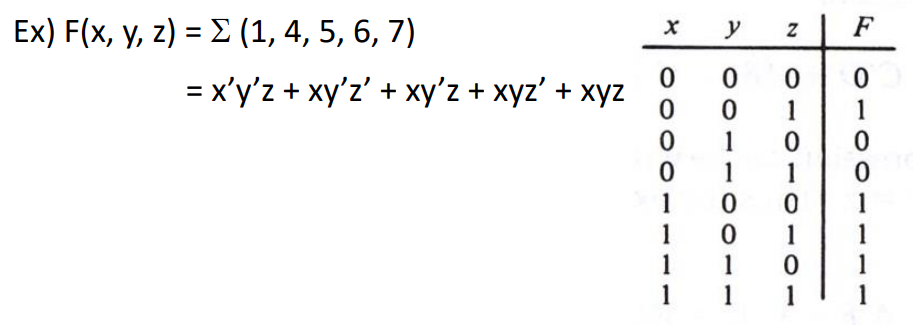 Ex) F(x, y, z) = Σ (1, 4, 5, 6, 7)
= x′y′z + xy′z′ + xy′z + xyz′ + xyz
x y z F
0 0 0 0
0 0 1 1
0 1 0 0
0 1 1 0
1 0 0 1
1 0 1 1
1 1 0 1
1 1 1 1